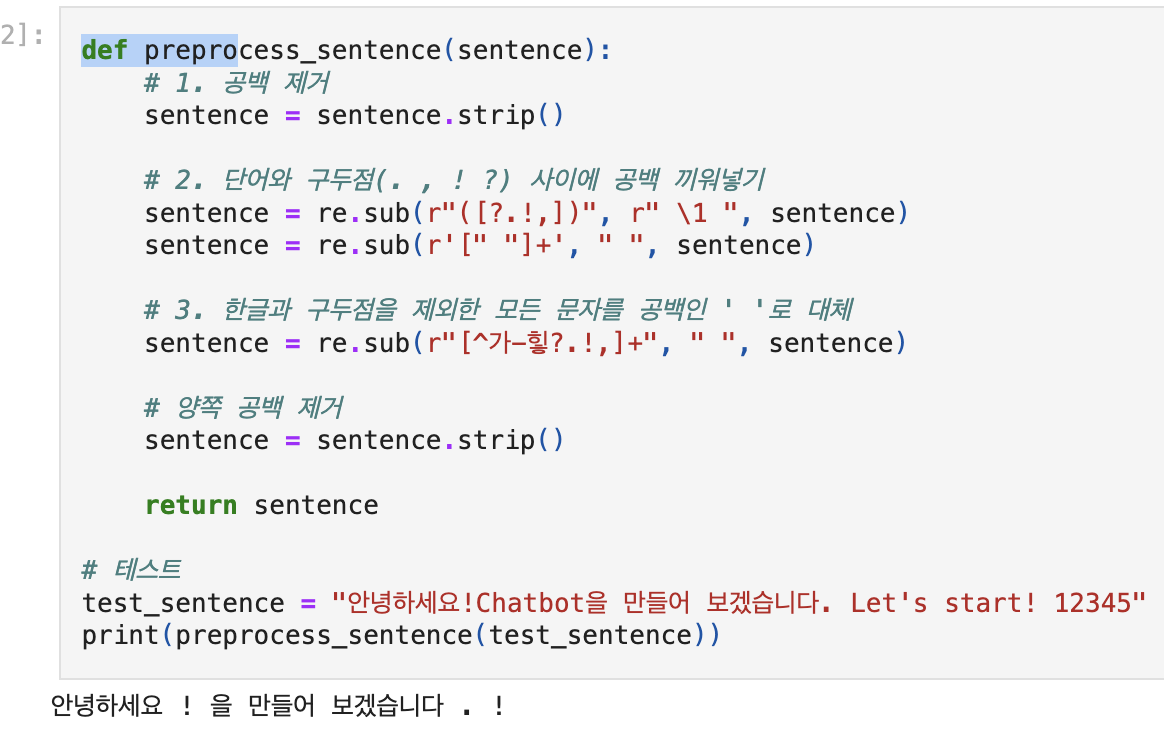 2]:
def preprocess_sentence(sentence):
    # 1. 공백 제거
    sentence = sentence.strip()
    # 2. 단어와 구두점(. , ! ?) 사이에 공백 끼워넣기
    sentence = re.sub(r"([?.!,])", r" \1 ", sentence)
    sentence = re.sub(r'[" "]+', " ", sentence)
    # 3. 한글과 구두점을 제외한 모든 문자를 공백인 ' '로 대체
    sentence = re.sub(r"[^가-힣?.!,]+", " ", sentence)
    # 양쪽 공백 제거
    sentence = sentence.strip()
    return sentence
# 테스트
test_sentence = "안녕하세요!Chatbot을 만들어 보겠습니다. Let's start! 12345"
print(preprocess_sentence(test_sentence))
안녕하세요 ! 을 만들어 보겠습니다 . !